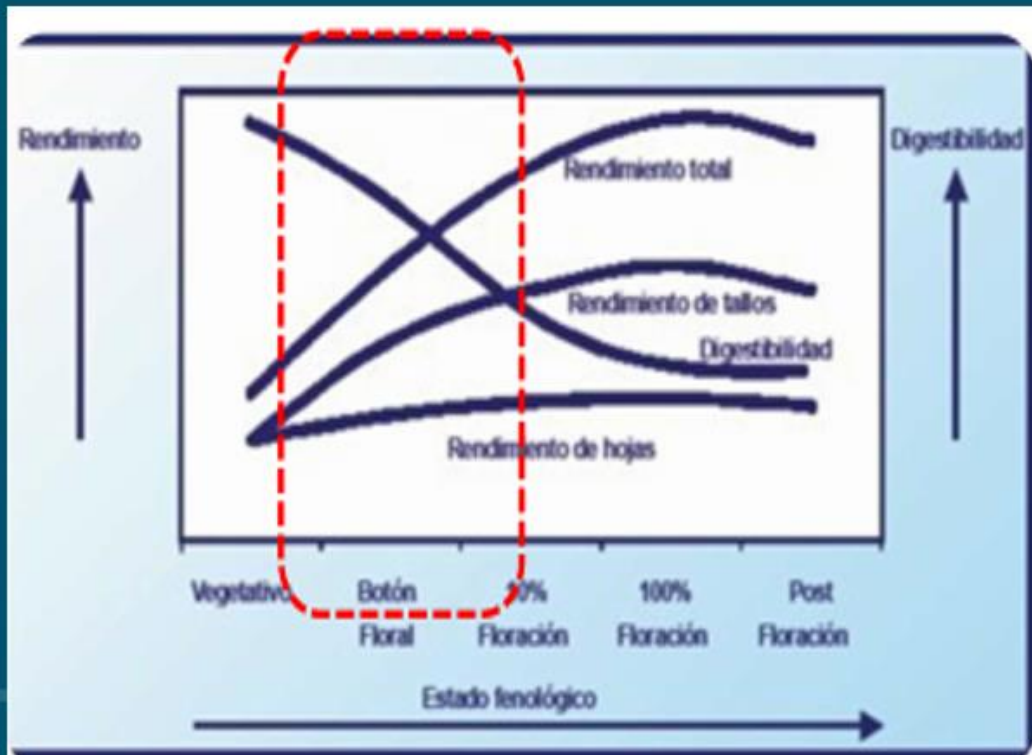 Rendimiento
Digestibilidad
Rendimiento total
Rendimiento de tallos
Digestibilidad
Rendimiento de hojas
Vegetativo
Botón
Floral
10%
Floración
100%
Floración
Post
Floración
Estado fenológico